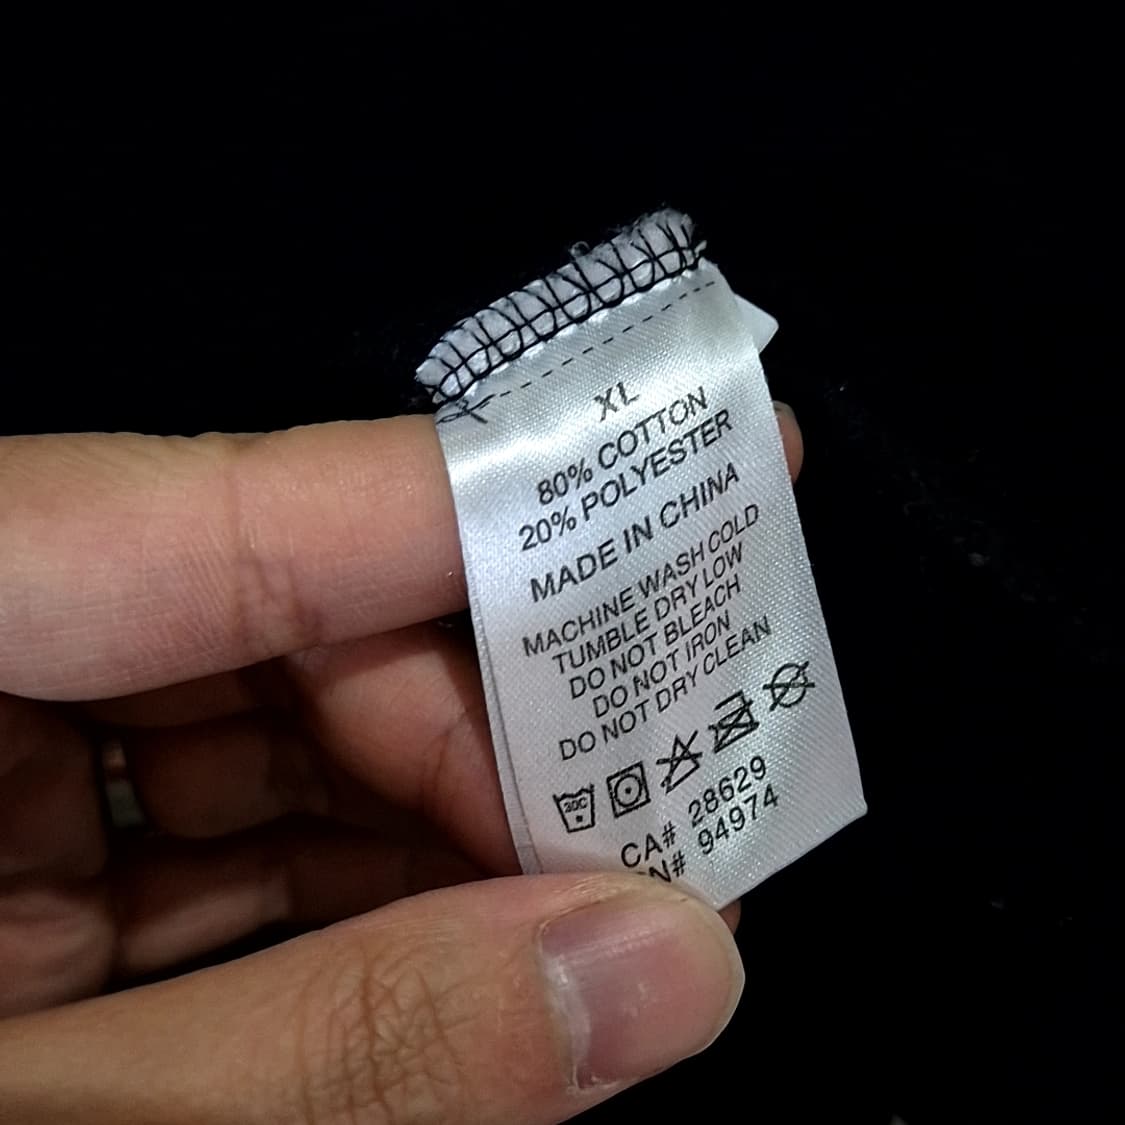 XL
80% COTTON
20% POLYESTER
MADE IN CHINA
MACHINE WASH COLD
TUMBLE DRY LOW
DO NOT BLEACH
DO NOT IRON
DO NOT DRY CLEAN
30C
CA# 28629
94974